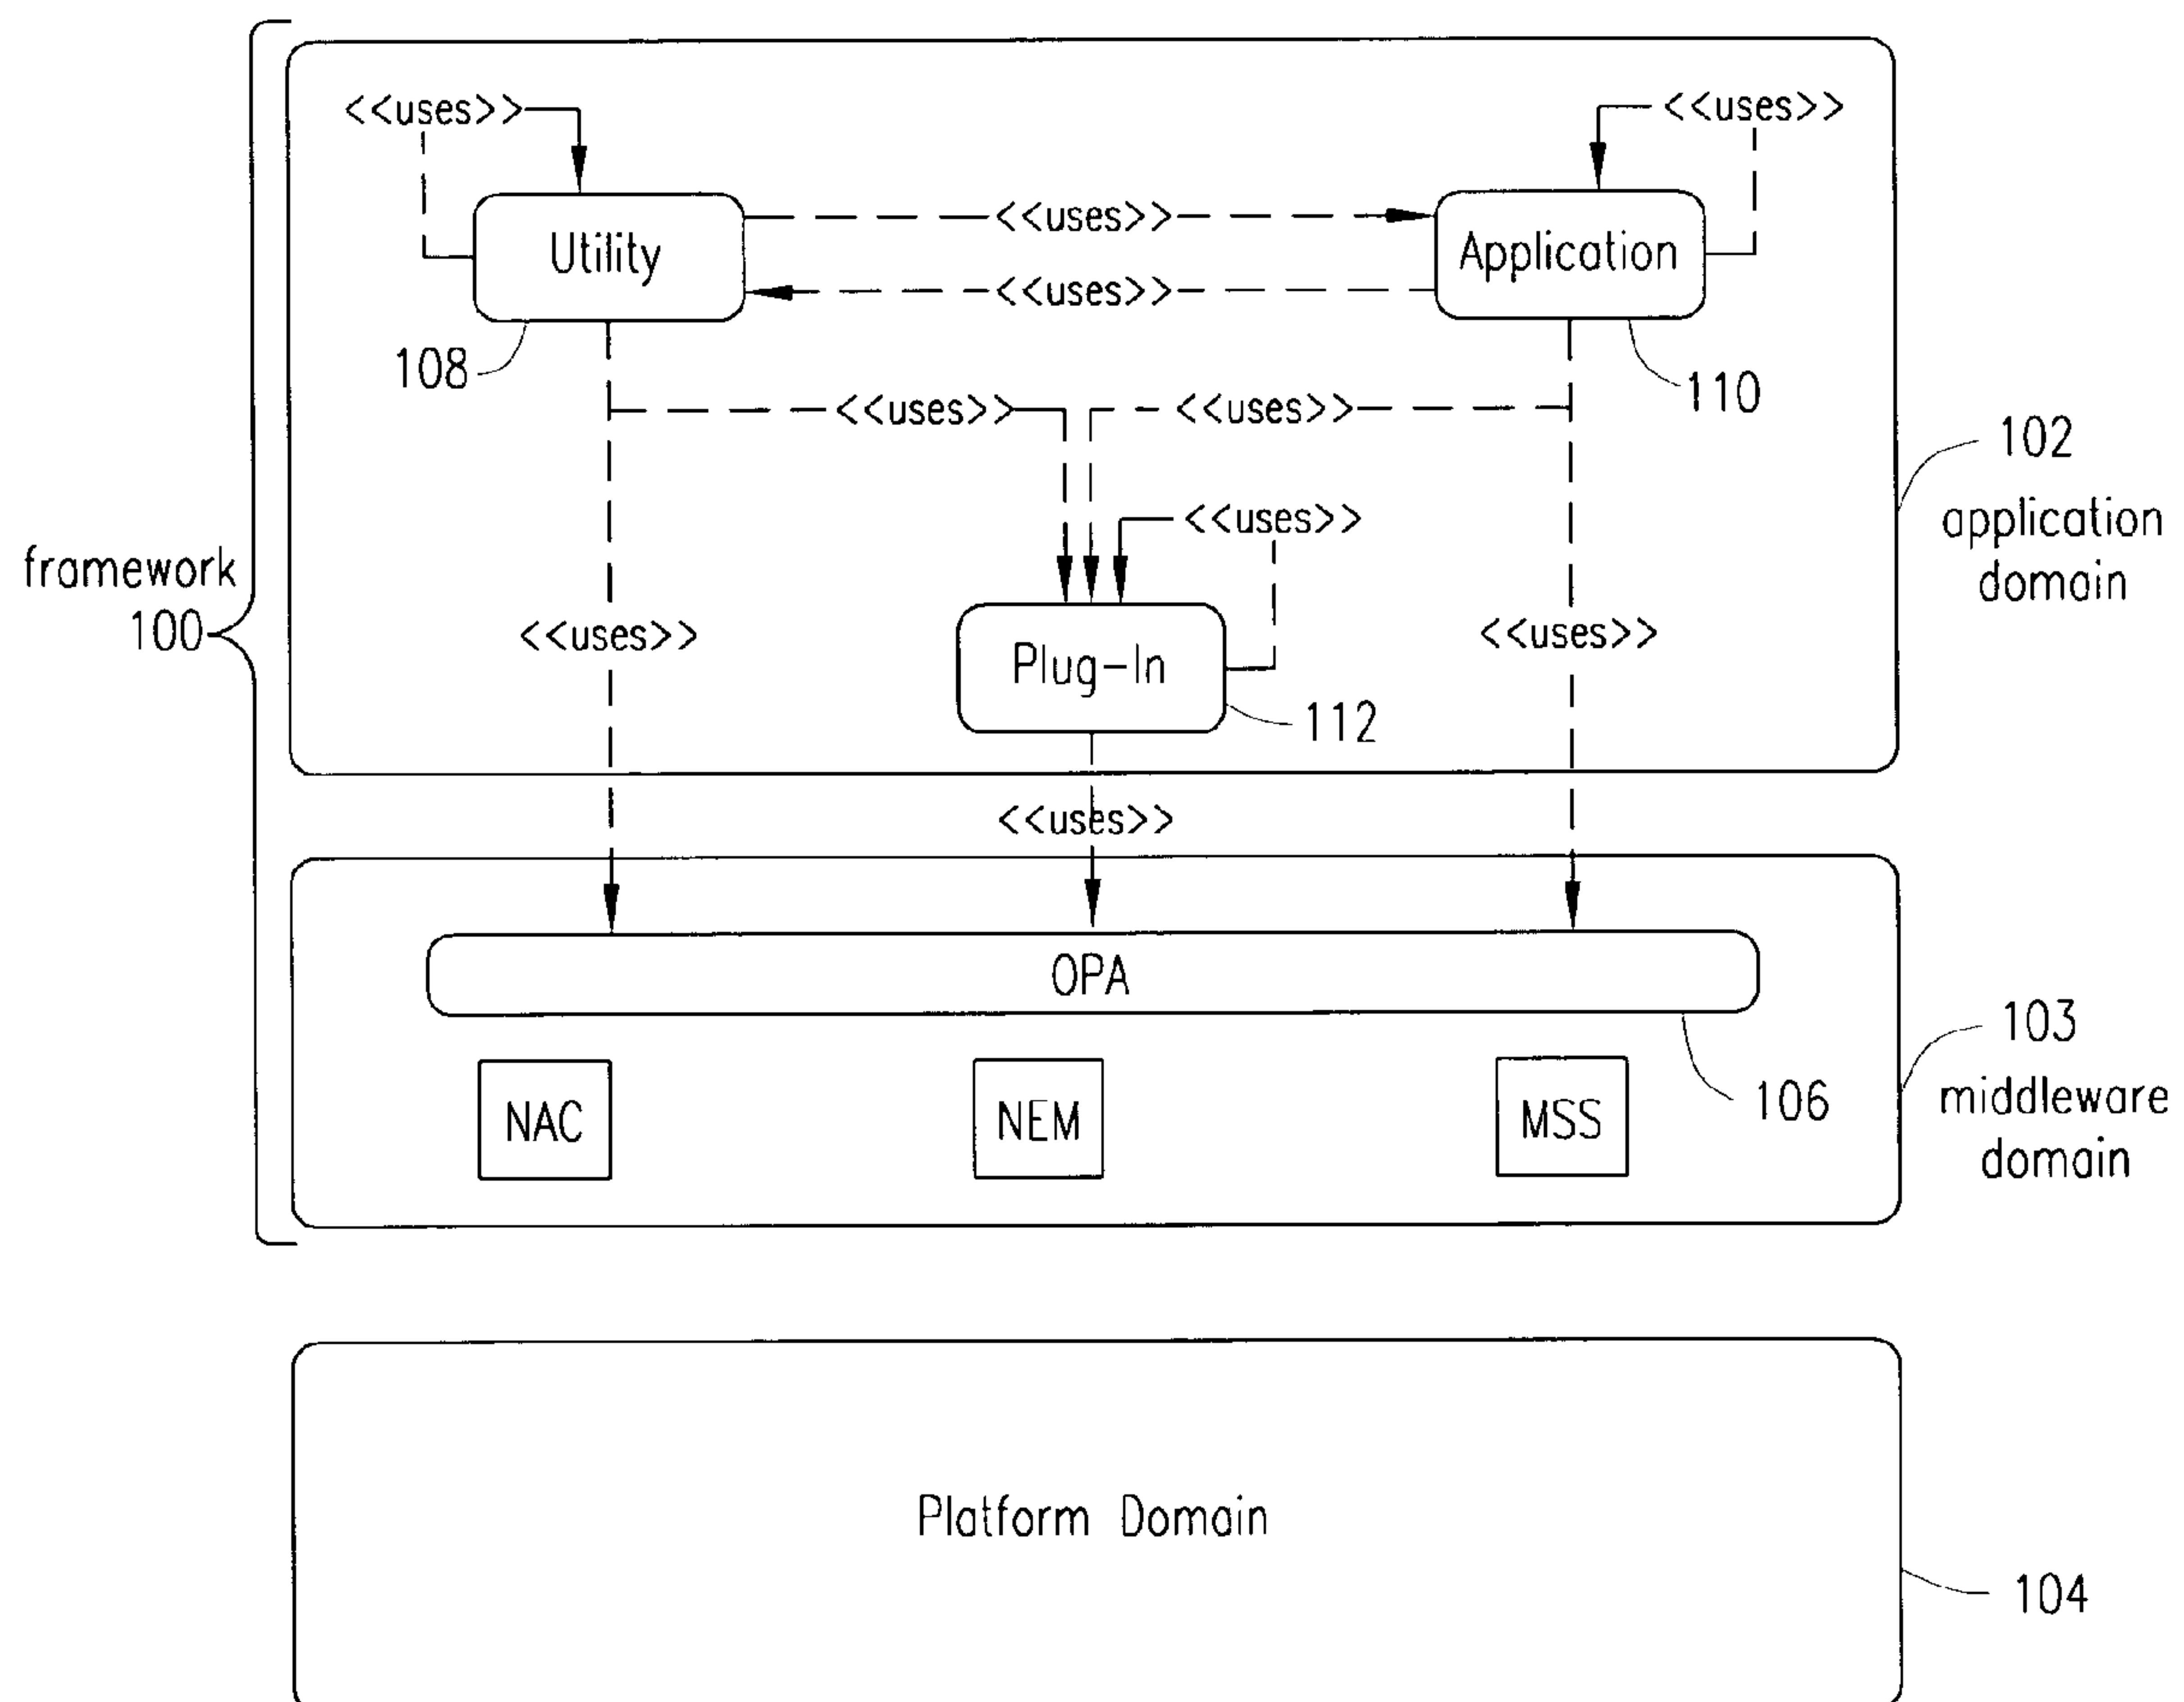 <<uses>>
<<uses>>
<<uses>>
Utility
Application
<<uses>>
108
110
<<uses>>
<<uses>>
102
application
domain
<<uses>>
framework
100
<<uses>>
<<uses>>
Plug-In
112
<<uses>>
OPA
103
middleware
domain
106
NAC
NEM
MSS
Platform Domain
104